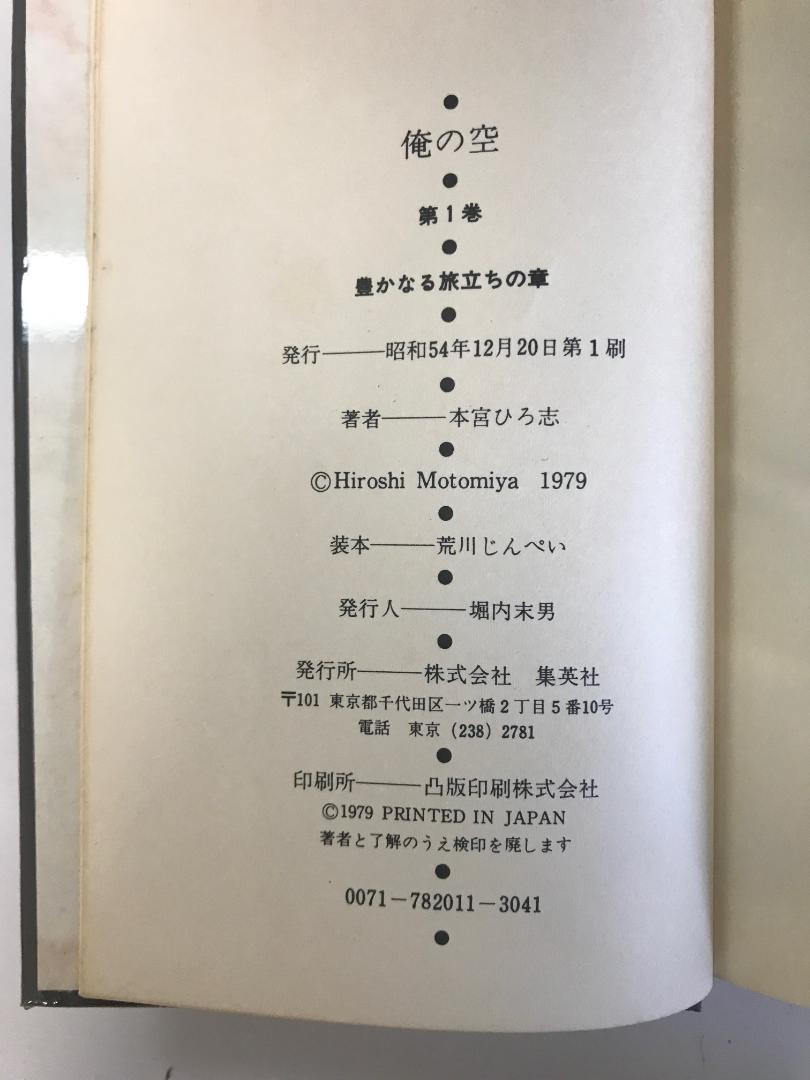 ●
俺の空
●
第1巻
●
豊かなる旅立ちの章
●
発行———昭和54年12月20日第1刷
●
著者———本宮ひろ志
●
©Hiroshi Motomiya 1979
●
装本———荒川じんぺい
●
発行人———堀内末男
●
発行所———株式会社 集英社
〒101 東京都千代田区一ツ橋2丁目5番10号
電話 東京 (238) 2781
●
印刷所———凸版印刷株式会社
©1979 PRINTED IN JAPAN
著者と了解のうえ検印を廃します
●
0071-782011-3041
●